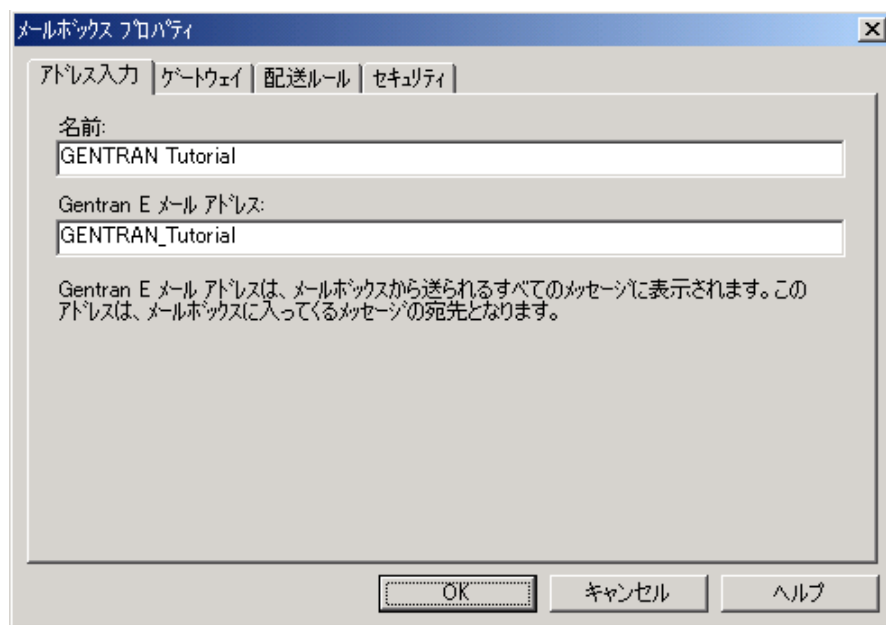 メールボックス プロパティ
アドレス入力 ゲートウェイ 配送ルール セキュリティ
名前:
GENTRAN Tutorial
Gentran E メール アドレス:
GENTRAN_Tutorial
Gentran E メール アドレスは、メールボックスから送られるすべてのメッセージに表示されます。この
アドレスは、メールボックスに入ってくるメッセージの宛先となります。
OK キャンセル ヘルプ